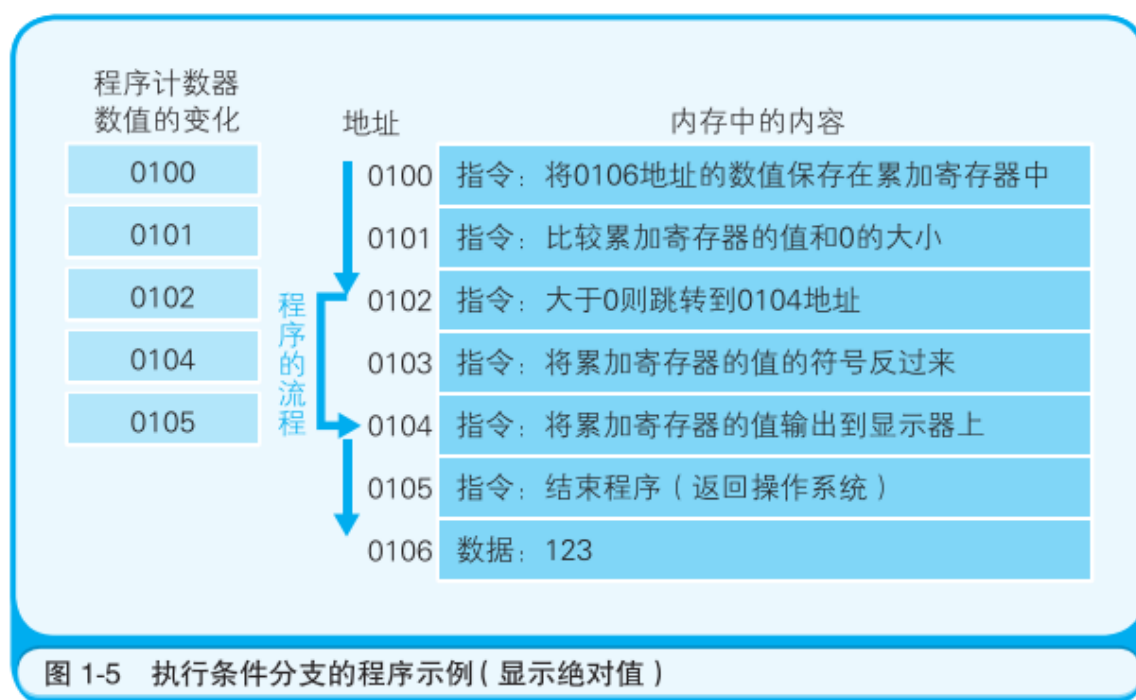 程序计数器
数值的变化
地址
内存中的内容
0100
0101
0102
0104
0105
程序的流程
0100 指令：将0106地址的数值保存在累加寄存器中
0101 指令：比较累加寄存器的值和0的大小
0102 指令：大于0则跳转到0104地址
0103 指令：将累加寄存器的值的符号反过来
0104 指令：将累加寄存器的值输出到显示器上
0105 指令：结束程序（返回操作系统）
0106 数据：123
图 1-5 执行条件分支的程序示例（显示绝对值）